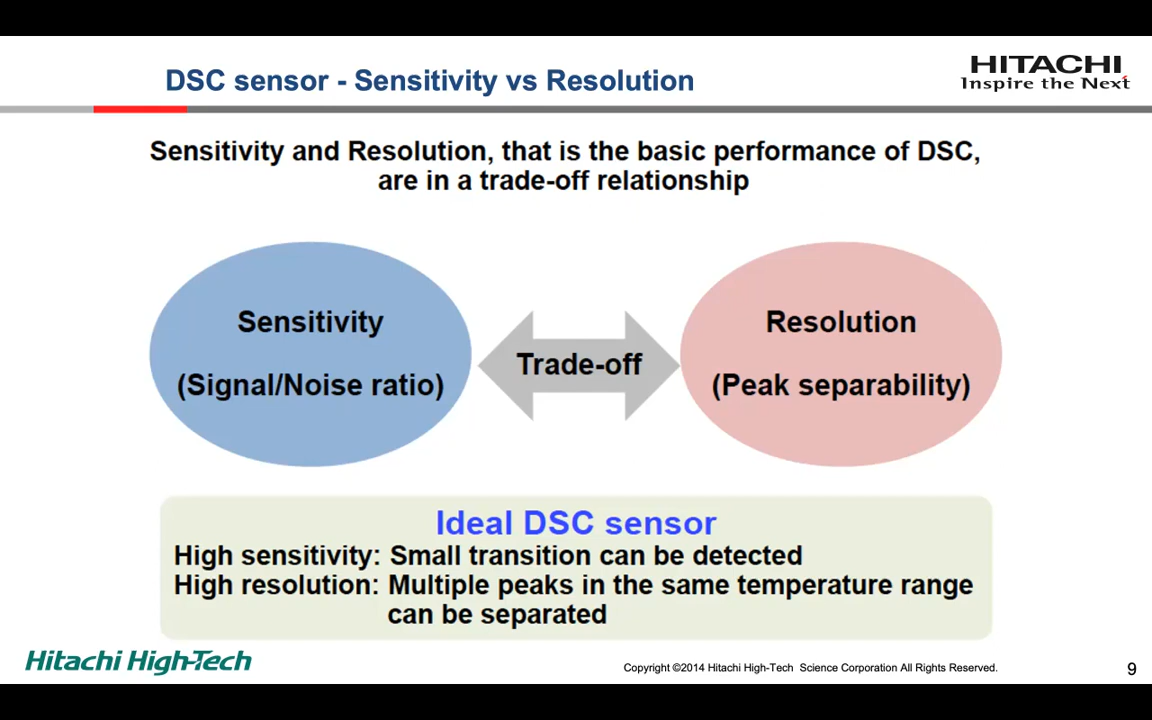 DSC sensor - Sensitivity vs Resolution
HITACHI
Inspire the Next
Sensitivity and Resolution, that is the basic performance of DSC,
are in a trade-off relationship
Sensitivity
(Signal/Noise ratio)
Trade-off
Resolution
(Peak separability)
Ideal DSC sensor
High sensitivity: Small transition can be detected
High resolution: Multiple peaks in the same temperature range
can be separated
Hitachi High-Tech
Copyright ©2014 Hitachi High-Tech Science Corporation All Rights Reserved.
9